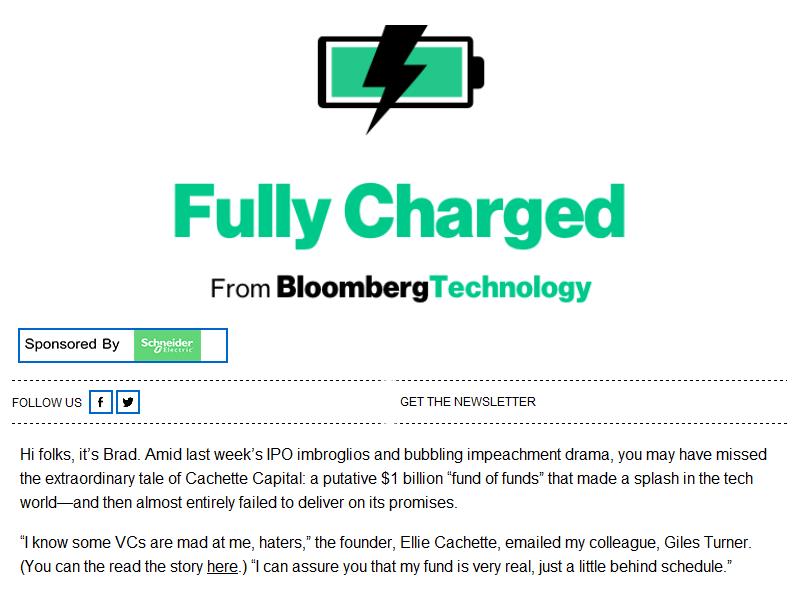 Fully Charged
From BloombergTechnology
Sponsored By Schneider Electric
FOLLOW US f
GET THE NEWSLETTER
Hi folks, it’s Brad. Amid last week’s IPO imbroglios and bubbling impeachment drama, you may have missed
the extraordinary tale of Cachette Capital: a putative $1 billion “fund of funds” that made a splash in the tech
world—and then almost entirely failed to deliver on its promises.
“I know some VCs are mad at me, haters,” the founder, Ellie Cachette, emailed my colleague, Giles Turner.
(You can the read the story here.) “I can assure you that my fund is very real, just a little behind schedule.”